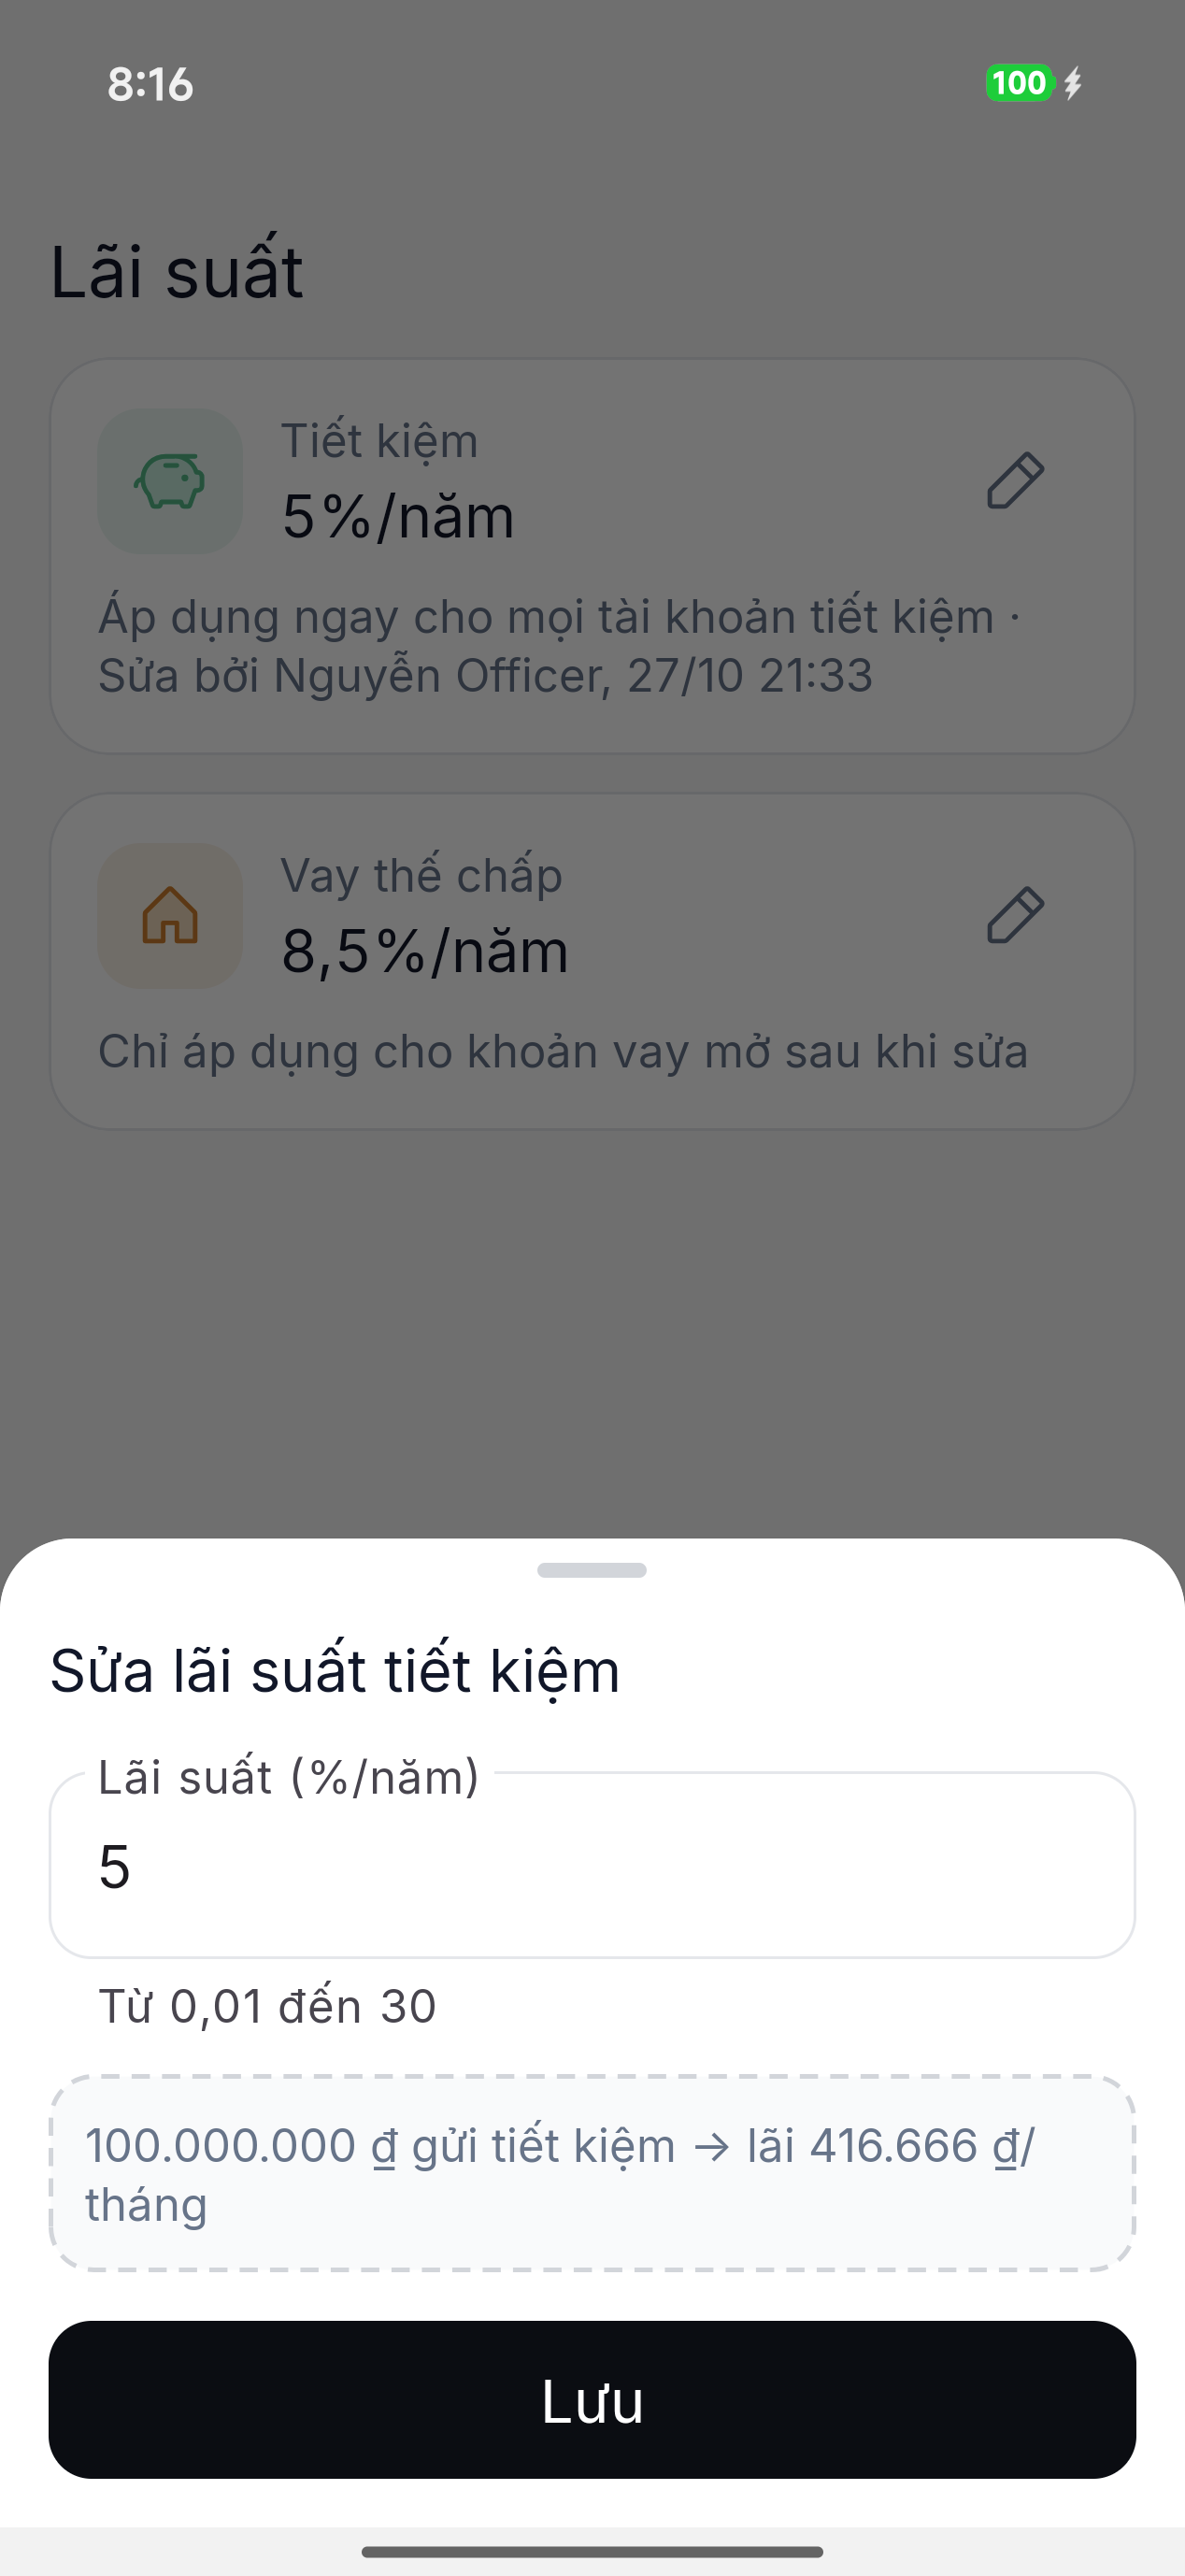 8:16
100
Lãi suất
Tiết kiệm
5%/năm
Áp dụng ngay cho mọi tài khoản tiết kiệm ·
Sửa bởi Nguyễn Officer, 27/10 21:33
Vay thế chấp
8,5%/năm
Chỉ áp dụng cho khoản vay mở sau khi sửa
Sửa lãi suất tiết kiệm
Lãi suất (%/năm)
5
Từ 0,01 đến 30
100.000.000 ₫ gửi tiết kiệm → lãi 416.666 ₫/
tháng
Lưu